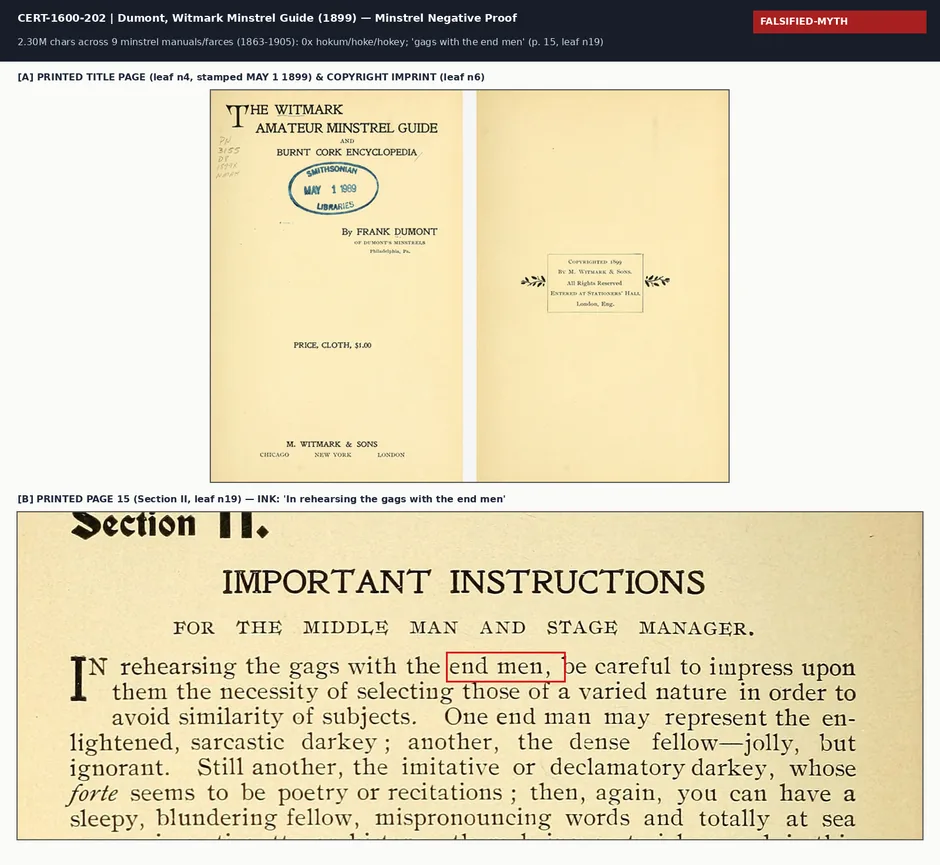 CERT-1600-202 | Dumont, Witmark Minstrel Guide (1899) — Minstrel Negative Proof
FALSIFIED-MYTH
2.30M chars across 9 minstrel manuals/farces (1863-1905): 0x hokum/hoke/hokey; 'gags with the end men' (p. 15, leaf n19)
[A] PRINTED TITLE PAGE (leaf n4, stamped MAY 1 1899) & COPYRIGHT IMPRINT (leaf n6)
THE WITMARK
AMATEUR MINSTREL GUIDE
AND
BURNT CORK ENCYCLOPEDIA
PN
3155
D8
SMITHSONIAN
MAY 1 1989
LIBRARIES
By FRANK DUMONT
OF DUMONT'S MINSTRELS
Philadelphia, Pa.
PRICE, CLOTH, $1.00
M. WITMARK & SONS
CHICAGO NEW YORK LONDON
COPYRIGHTED 1899
BY M. WITMARK & SONS.
All Rights Reserved
ENTERED AT STATIONERS' HALL
London, Eng.
[B] PRINTED PAGE 15 (Section II, leaf n19) — INK: 'In rehearsing the gags with the end men'
Section II.
IMPORTANT INSTRUCTIONS
FOR THE MIDDLE MAN AND STAGE MANAGER.
IN rehearsing the gags with the end men, be careful to impress upon
them the necessity of selecting those of a varied nature in order to
avoid similarity of subjects. One end man may represent the en-
lightened, sarcastic darkey; another, the dense fellow—jolly, but
ignorant. Still another, the imitative or declamatory darkey, whose
forte seems to be poetry or recitations; then, again, you can have a
sleepy, blundering fellow, mispronouncing words and totally at sea